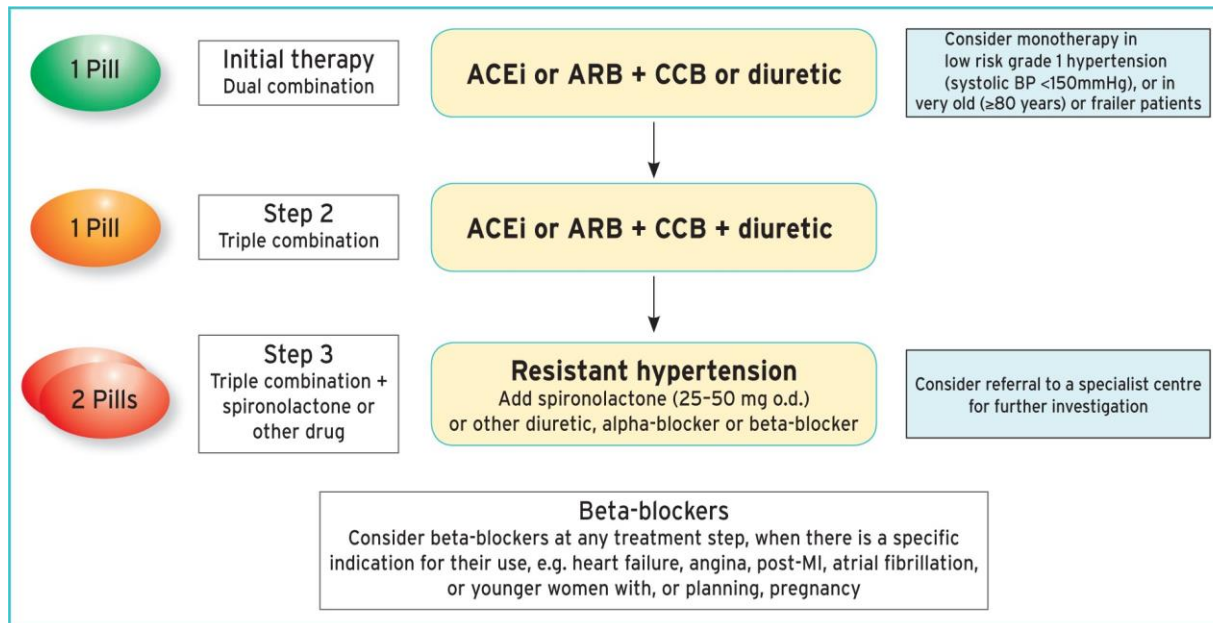 1 Pill
Initial therapy
Dual combination
ACEi or ARB + CCB or diuretic
Consider monotherapy in
low risk grade 1 hypertension
(systolic BP <150mmHg), or in
very old (≥80 years) or frailer patients
1 Pill
Step 2
Triple combination
ACEi or ARB + CCB + diuretic
2 Pills
Step 3
Triple combination +
spironolactone or
other drug
Resistant hypertension
Add spironolactone (25–50 mg o.d.)
or other diuretic, alpha-blocker or beta-blocker
Consider referral to a specialist centre
for further investigation
Beta-blockers
Consider beta-blockers at any treatment step, when there is a specific
indication for their use, e.g. heart failure, angina, post-MI, atrial fibrillation,
or younger women with, or planning, pregnancy